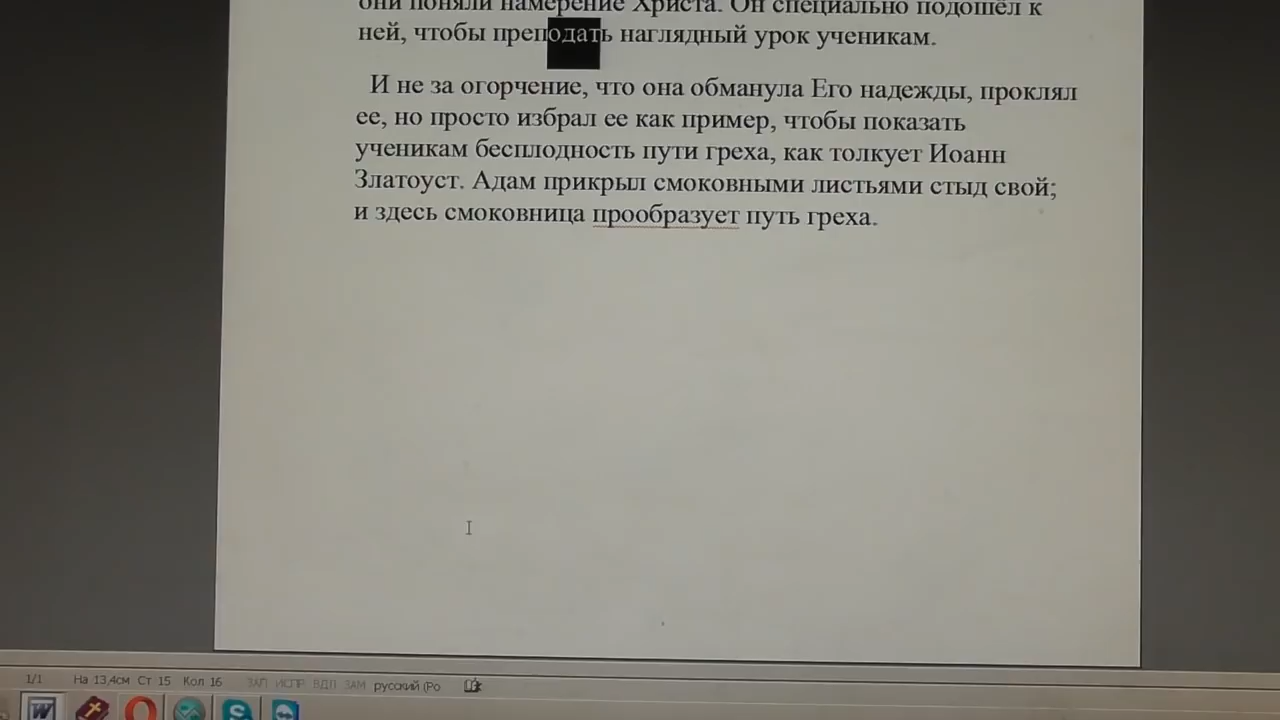 они поняли намерение Христа. Он специально подошёл к
ней, чтобы преподать наглядный урок ученикам.
И не за огорчение, что она обманула Его надежды, проклял
ее, но просто избрал ее как пример, чтобы показать
ученикам бесплодность пути греха, как толкует Иоанн
Златоуст. Адам прикрыл смоковными листьями стыд свой;
и здесь смоковница прообразует путь греха.
1/1 На 13,4см Ст 15 Кол 16 ЗАП ИСПР ВДЛ ЗАМ русский (Ро